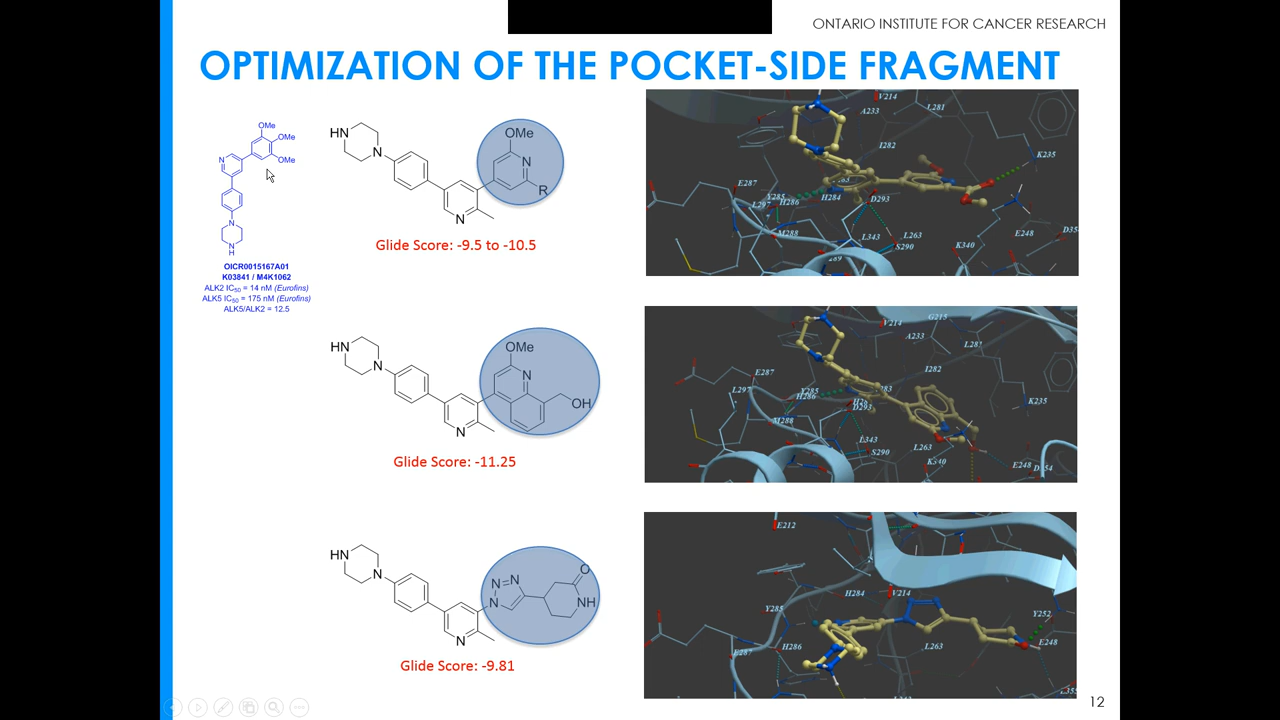 ONTARIO INSTITUTE FOR CANCER RESEARCH
OPTIMIZATION OF THE POCKET-SIDE FRAGMENT
OMe
OMe
OMe
N
N
N
H
OICR0015167A01
K03841 / M4K1062
ALK2 IC50 = 14 nM (Eurofins)
ALK5 IC50 = 175 nM (Eurofins)
ALK5/ALK2 = 12.5
HN
N
OMe
N
R
N
Glide Score: -9.5 to -10.5
V214
A233
L281
I282
K235
E287
Y285
L297
H286
H284
D293
M288
L343
L263
S290
K340
E248
HN
N
OMe
N
OH
N
Glide Score: -11.25
V214
G215
A233
I282
E287
L297
Y285
H286
D293
K235
M288
L343
S290
L263
K340
E248
HN
N
N
N
N
O
NH
N
Glide Score: -9.81
E212
H284
V214
Y285
Y252
H286
L263
E248
E287
12